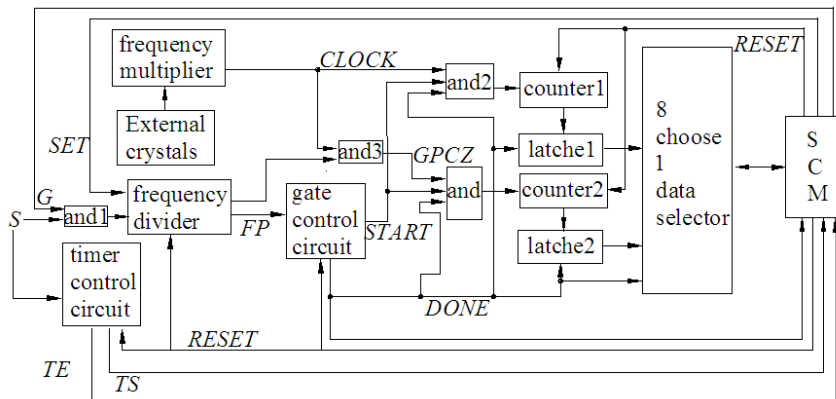 frequency
multiplier
CLOCK
RESET
and2
counter1
External
crystals
8
choose
1
data
selector
S
C
M
SET
and3
GPCZ
latche1
G
frequency
divider
and
counter2
S
and1
FP
gate
control
circuit
START
timer
control
circuit
latche2
DONE
RESET
TE
TS